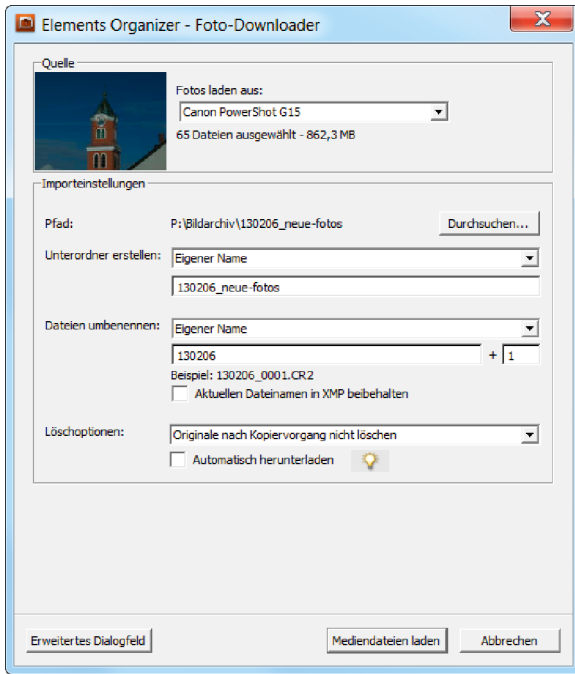 Elements Organizer - Foto-Downloader
Quelle
Fotos laden aus:
Canon PowerShot G15
65 Dateien ausgewählt - 862,3 MB
Importeinstellungen
Pfad: P:\Bildarchiv\130206_neue-fotos Durchsuchen...
Unterordner erstellen: Eigener Name
130206_neue-fotos
Dateien umbenennen: Eigener Name
130206 + 1
Beispiel: 130206_0001.CR2
Aktuellen Dateinamen in XMP beibehalten
Löschoptionen: Originale nach Kopiervorgang nicht löschen
Automatisch herunterladen
Erweitertes Dialogfeld Mediendateien laden Abbrechen